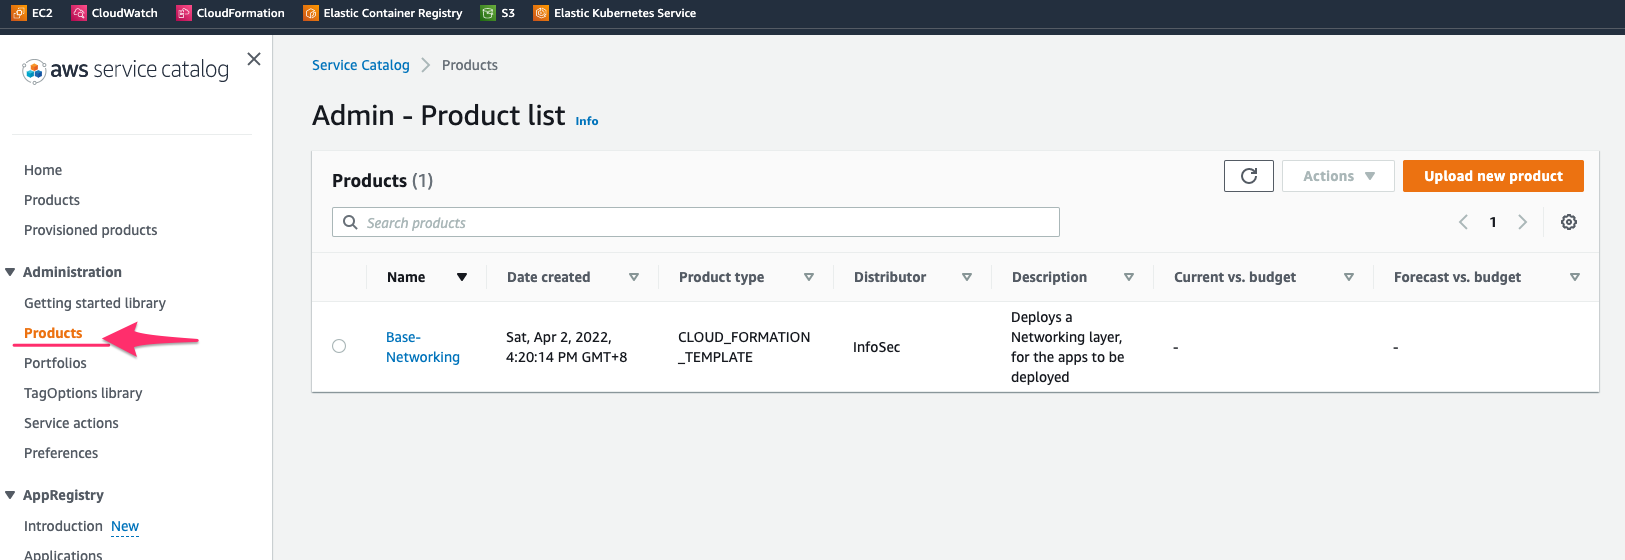 EC2 CloudWatch CloudFormation Elastic Container Registry S3 Elastic Kubernetes Service
aws service catalog
Home
Products
Provisioned products
Administration
Getting started library
Products
Portfolios
TagOptions library
Service actions
Preferences
AppRegistry
Introduction New
Applications
Service Catalog Products
Admin - Product list Info
Products (1)
Actions
Upload new product
Search products
1
Name Date created Product type Distributor Description Current vs. budget Forecast vs. budget
Base-
Networking
Sat, Apr 2, 2022,
4:20:14 PM GMT+8
CLOUD_FORMATION
_TEMPLATE
InfoSec
Deploys a
Networking layer,
for the apps to be
deployed
-
-